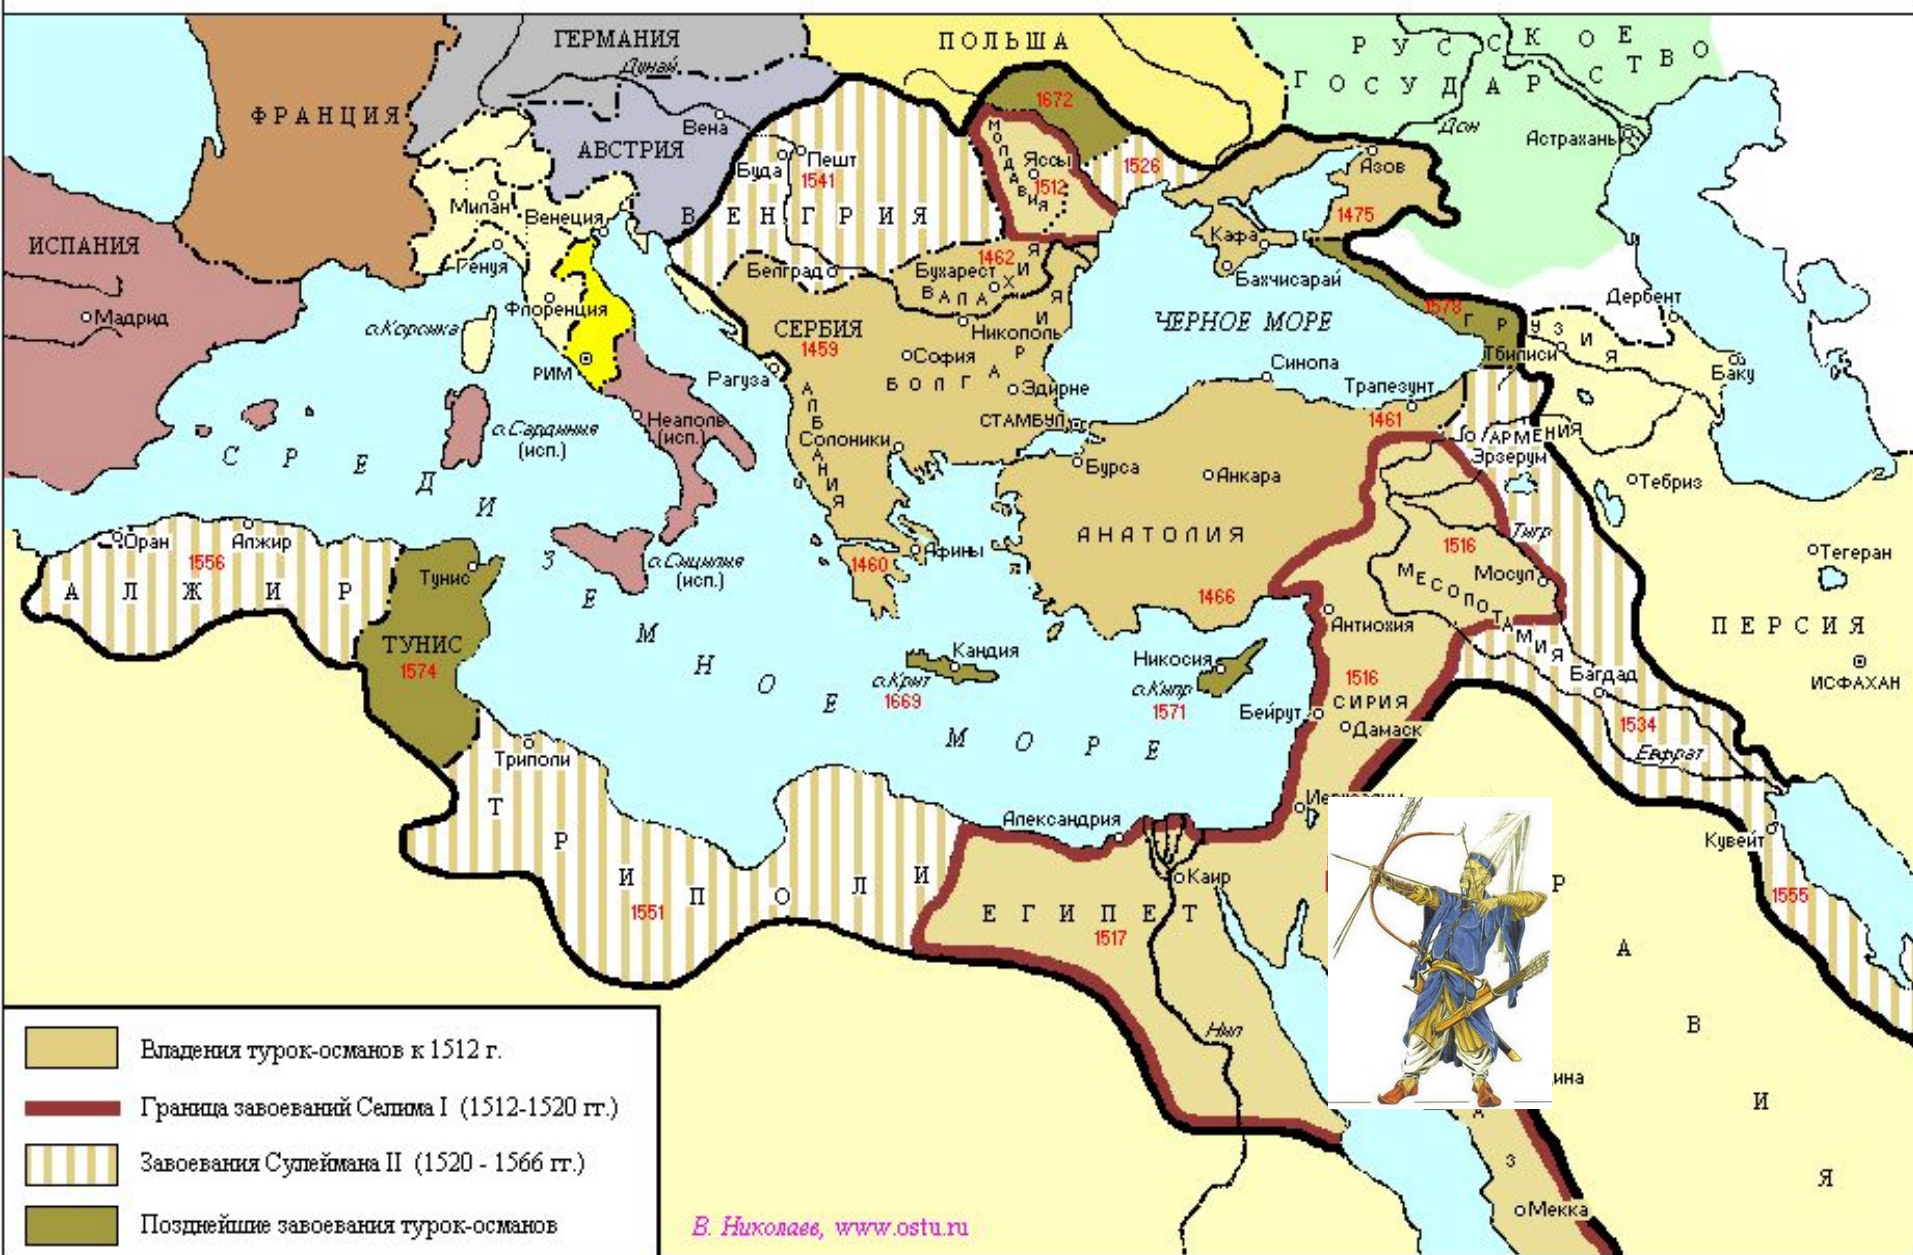 ГЕРМАНИЯ
Дунай
ПОЛЬША
РУССКОЕ
ГОСУДАРСТВО
ФРАНЦИЯ
Вена
АВСТРИЯ
1672
Дон
Астрахань
МОЛДАВИЯ
Яссы
1512
1526
Азов
1475
Буда
Пешт
1541
ВЕНГРИЯ
Милан
Венеция
ИСПАНИЯ
Генуя
Мадрид
о.Корсика
Флоренция
РИМ
Белград
1462
Бухарест
ВАЛАХИЯ
Никополь
Кафа
Бахчисарай
ЧЕРНОЕ МОРЕ
1578
ГРУЗИЯ
Тбилиси
Дербент
Баку
СЕРБИЯ
1459
София
БОЛГАРИЯ
Эдирне
Синопа
Трапезунт
1461
Рагуза
АЛБАНИЯ
СТАМБУЛ
Солоники
Бурса
Анкара
АРМЕНИЯ
Эрзерум
Тебриз
Неаполь
(исп.)
о.Сардиния
(исп.)
СРЕДИЗЕМНОЕ МОРЕ
АНАТОЛИЯ
Тигр
1516
Мосул
МЕСОПОТАМИЯ
Тегеран
ПЕРСИЯ
ИСФАХАН
Оран
Алжир
1556
АЛЖИР
Тунис
ТУНИС
1574
о.Сицилия
(исп.)
Афины
1460
1466
Антиохия
Кандия
о.Крит
1669
Никосия
о.Кипр
1571
1516
СИРИЯ
Бейрут
Дамаск
Багдад
1534
Евфрат
Триполи
ТРИПОЛИ
1551
Александрия
Каир
ЕГИПЕТ
1517
Нил
Кувейт
1555
Р
А
В
И
Я
ина
А
З
Мекка
Владения турок-османов к 1512 г.
Граница завоеваний Селима I (1512-1520 гг.)
Завоевания Сулеймана II (1520 - 1566 гг.)
Позднейшие завоевания турок-османов
В. Николаев, www.ostu.ru